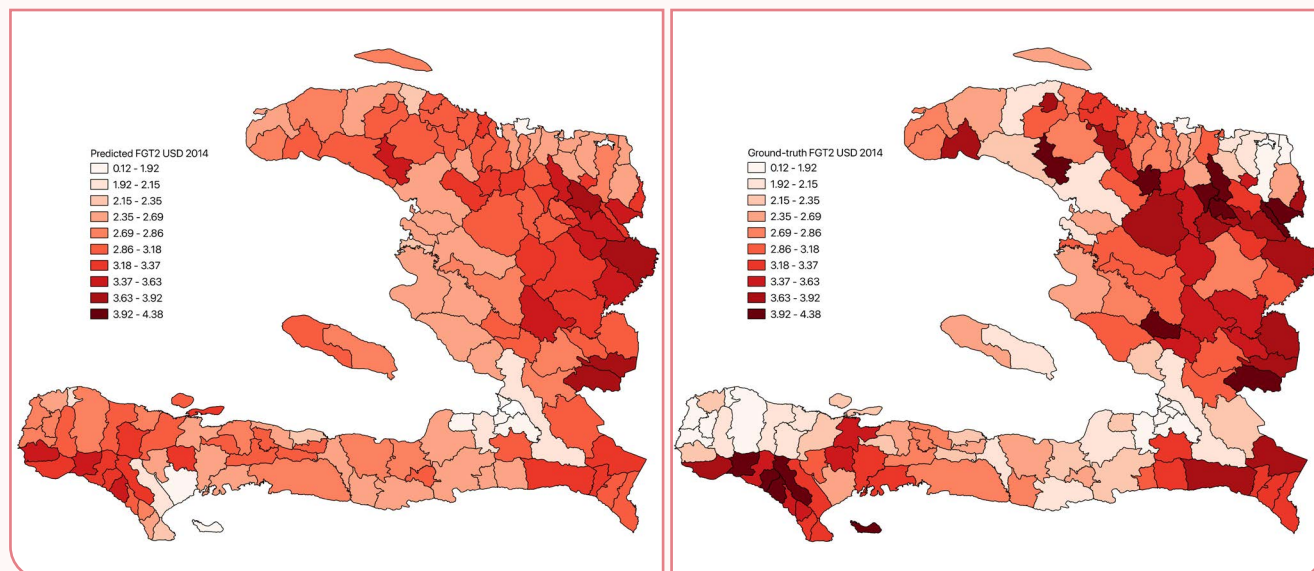 Predicted FGT2 USD 2014
0.12 - 1.92
1.92 - 2.15
2.15 - 2.35
2.35 - 2.69
2.69 - 2.86
2.86 - 3.18
3.18 - 3.37
3.37 - 3.63
3.63 - 3.92
3.92 - 4.38
Ground-truth FGT2 USD 2014
0.12 - 1.92
1.92 - 2.15
2.15 - 2.35
2.35 - 2.69
2.69 - 2.86
2.86 - 3.18
3.18 - 3.37
3.37 - 3.63
3.63 - 3.92
3.92 - 4.38